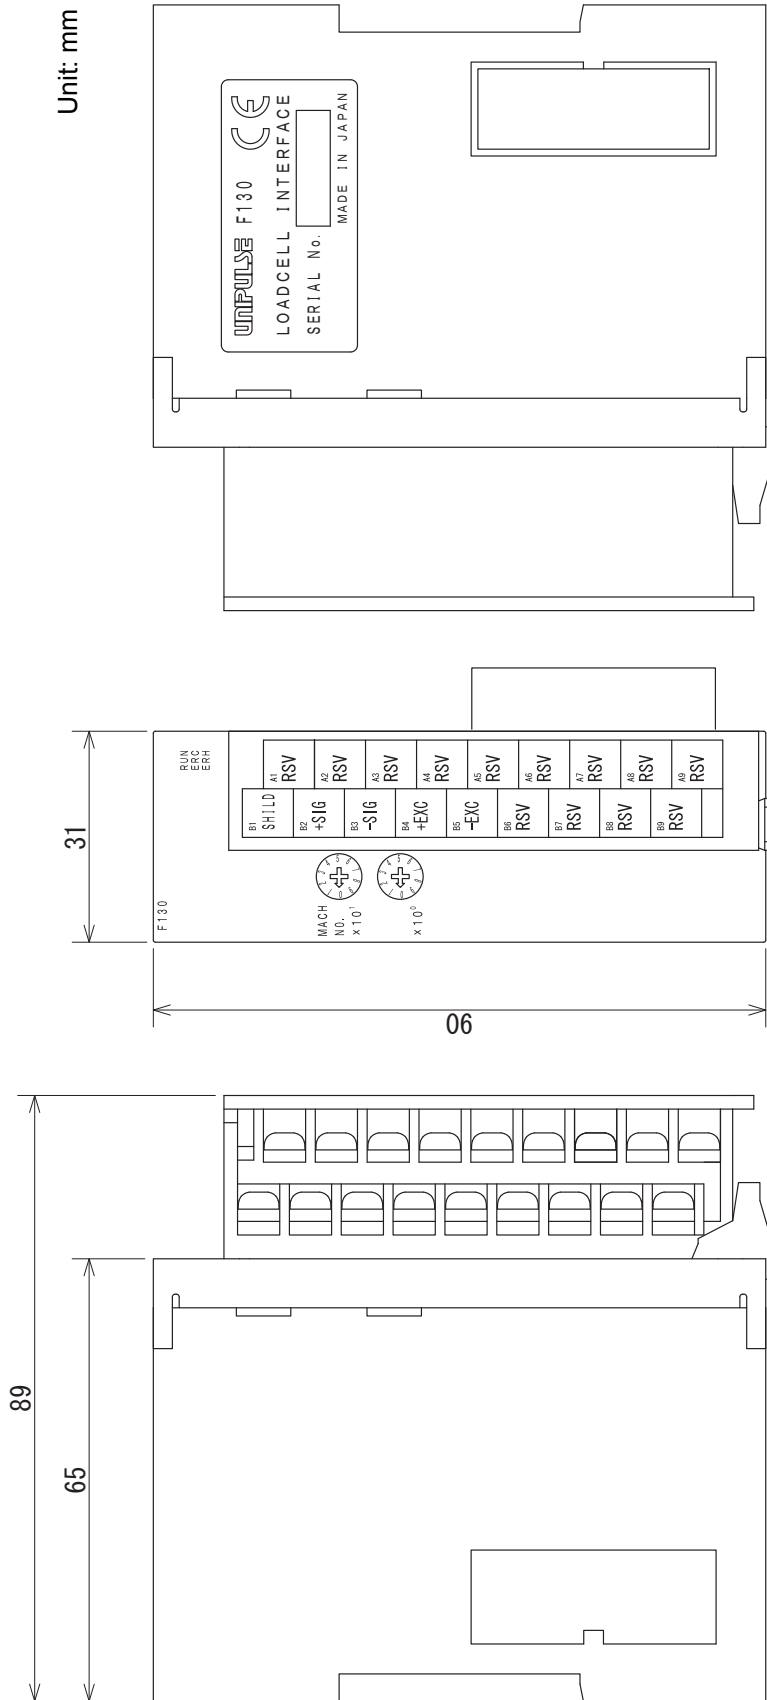 Unit: mm
UNIPULSE F130 CE
LOADCELL INTERFACE
SERIAL No.
MADE IN JAPAN
31
F130
RUN
ERC
ERH
A1 RSV
A2 RSV
A3 RSV
A4 RSV
A5 RSV
A6 RSV
A7 RSV
A8 RSV
A9 RSV
B1 SHILD
B2 +SIG
B3 -SIG
B4 +EXC
B5 -EXC
B6 RSV
B7 RSV
B8 RSV
B9 RSV
MACH
NO.
x10¹
x10⁰
90
89
65